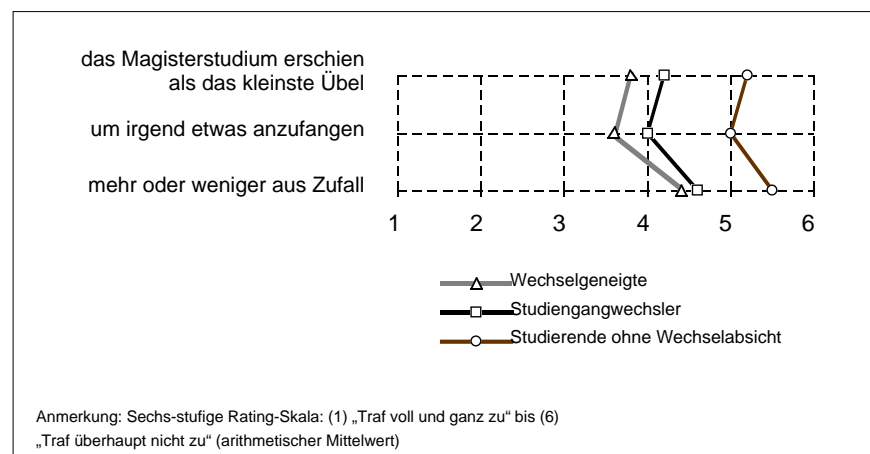 das Magisterstudium erschien
als das kleinste Übel
um irgend etwas anzufangen
mehr oder weniger aus Zufall
1 2 3 4 5 6
Wechselgeneigte
Studiengangwechsler
Studierende ohne Wechselabsicht
Anmerkung: Sechs-stufige Rating-Skala: (1) „Traf voll und ganz zu“ bis (6)
„Traf überhaupt nicht zu“ (arithmetischer Mittelwert)